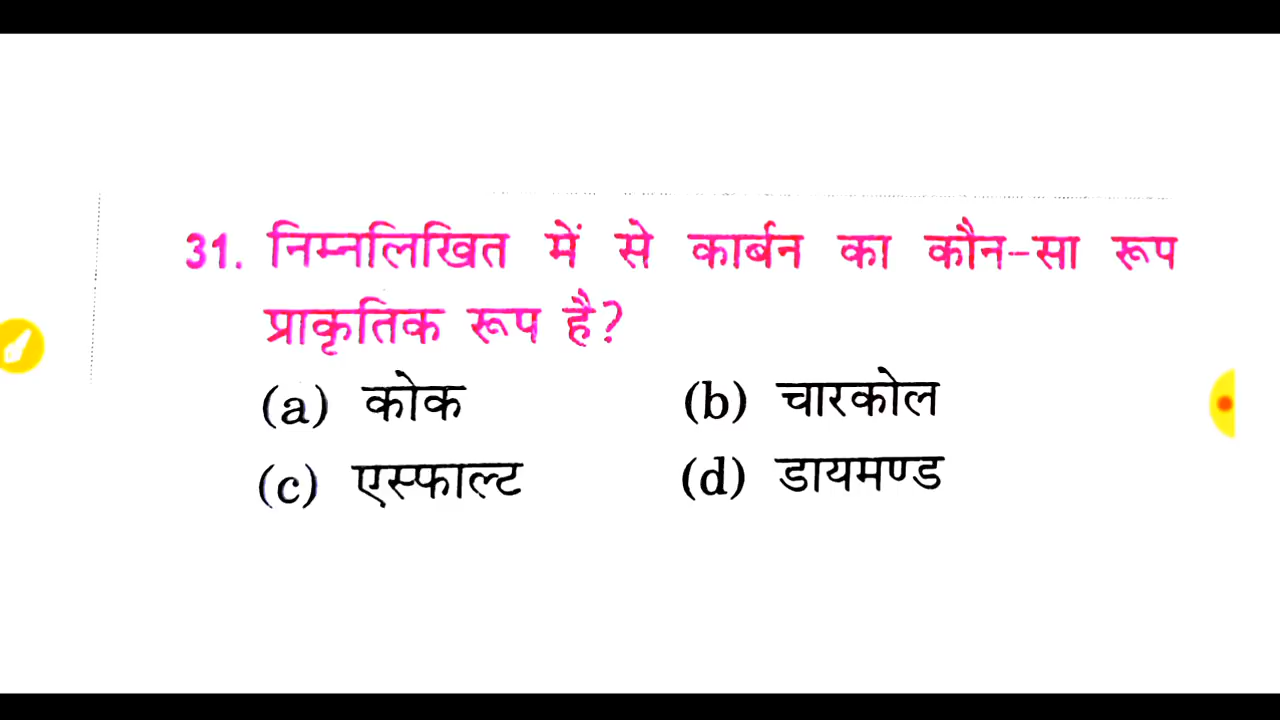 31. निम्नलिखित में से कार्बन का कौन-सा रूप
प्राकृतिक रूप है?
(a) कोक (b) चारकोल
(c) एस्फाल्ट (d) डायमण्ड